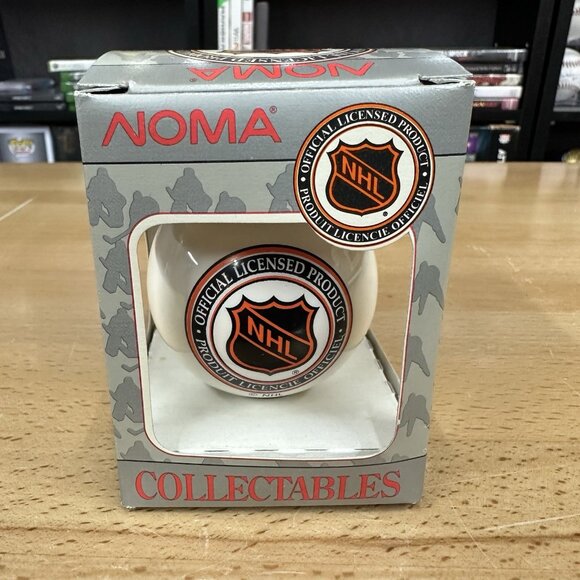 NOMA®
NOMA®
• OFFICIAL LICENSED PRODUCT •
NHL
®
PRODUIT LICENCIE OFFICIEL
• OFFICIAL LICENSED PRODUCT •
NHL
®
PRODUIT LICENCIE OFFICIEL
COLLECTABLES